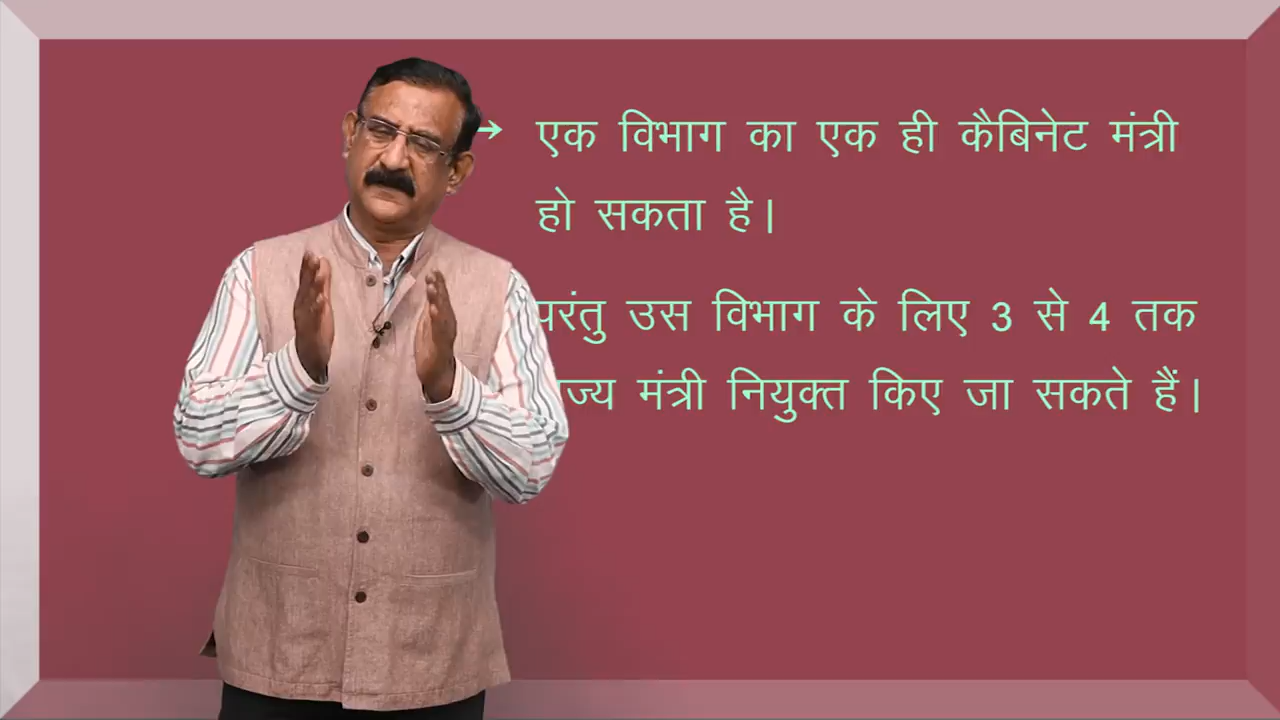 → एक विभाग का एक ही कैबिनेट मंत्री
हो सकता है।
परंतु उस विभाग के लिए 3 से 4 तक
मंत्री नियुक्त किए जा सकते हैं।